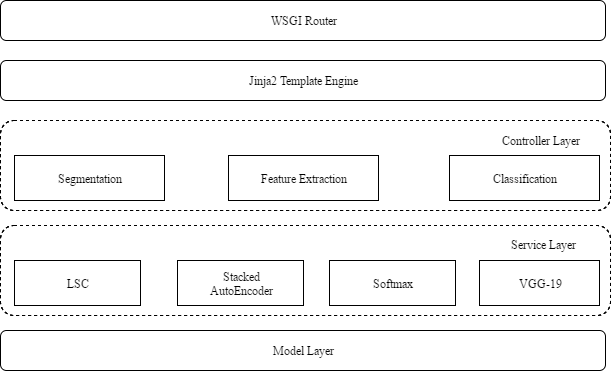 WSGI Router
Jinja2 Template Engine
Controller Layer
Segmentation
Feature Extraction
Classification
Service Layer
LSC
Stacked
AutoEncoder
Softmax
VGG-19
Model Layer